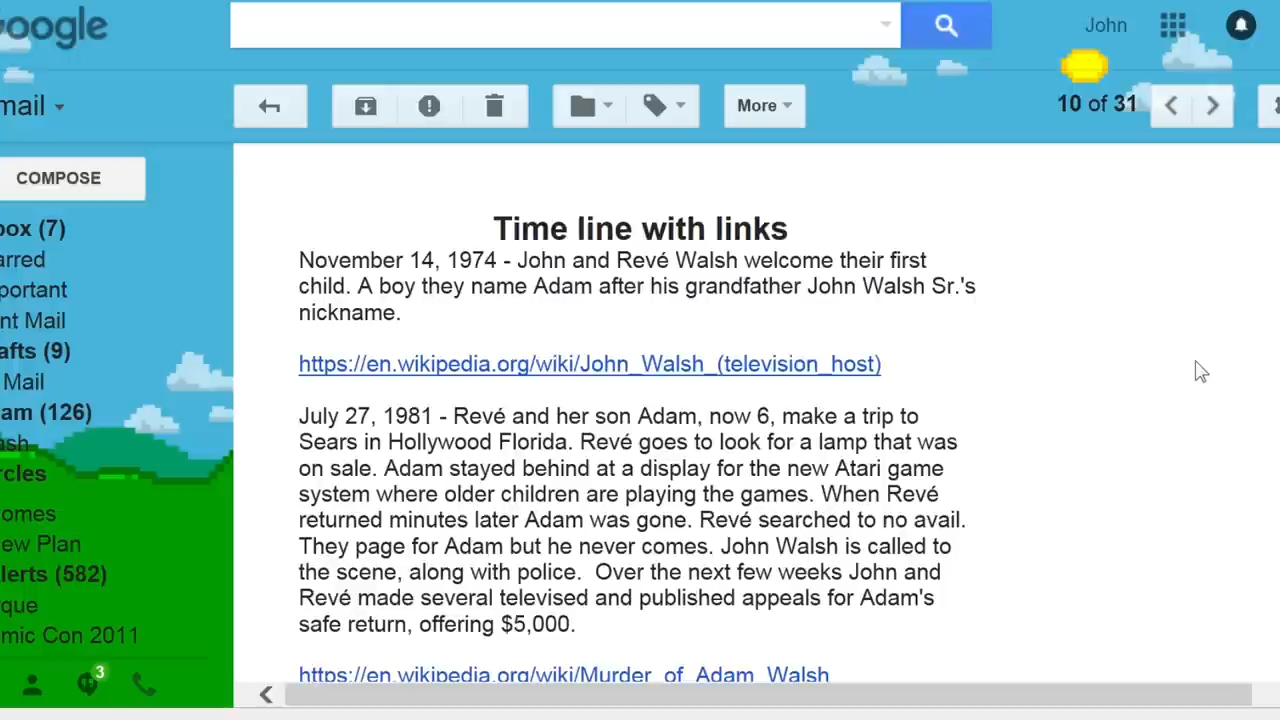 oogle
John
mail
More
10 of 31
COMPOSE
box (7)
arred
portant
nt Mail
afts (9)
Mail
am (126)
ash
rcles
omes
ew Plan
lerts (582)
rque
mic Con 2011
3
Time line with links
November 14, 1974 - John and Revé Walsh welcome their first
child. A boy they name Adam after his grandfather John Walsh Sr.'s
nickname.
https://en.wikipedia.org/wiki/John_Walsh_(television_host)
July 27, 1981 - Revé and her son Adam, now 6, make a trip to
Sears in Hollywood Florida. Revé goes to look for a lamp that was
on sale. Adam stayed behind at a display for the new Atari game
system where older children are playing the games. When Revé
returned minutes later Adam was gone. Revé searched to no avail.
They page for Adam but he never comes. John Walsh is called to
the scene, along with police.  Over the next few weeks John and
Revé made several televised and published appeals for Adam's
safe return, offering $5,000.
https://en.wikipedia.org/wiki/Murder_of_Adam_Walsh